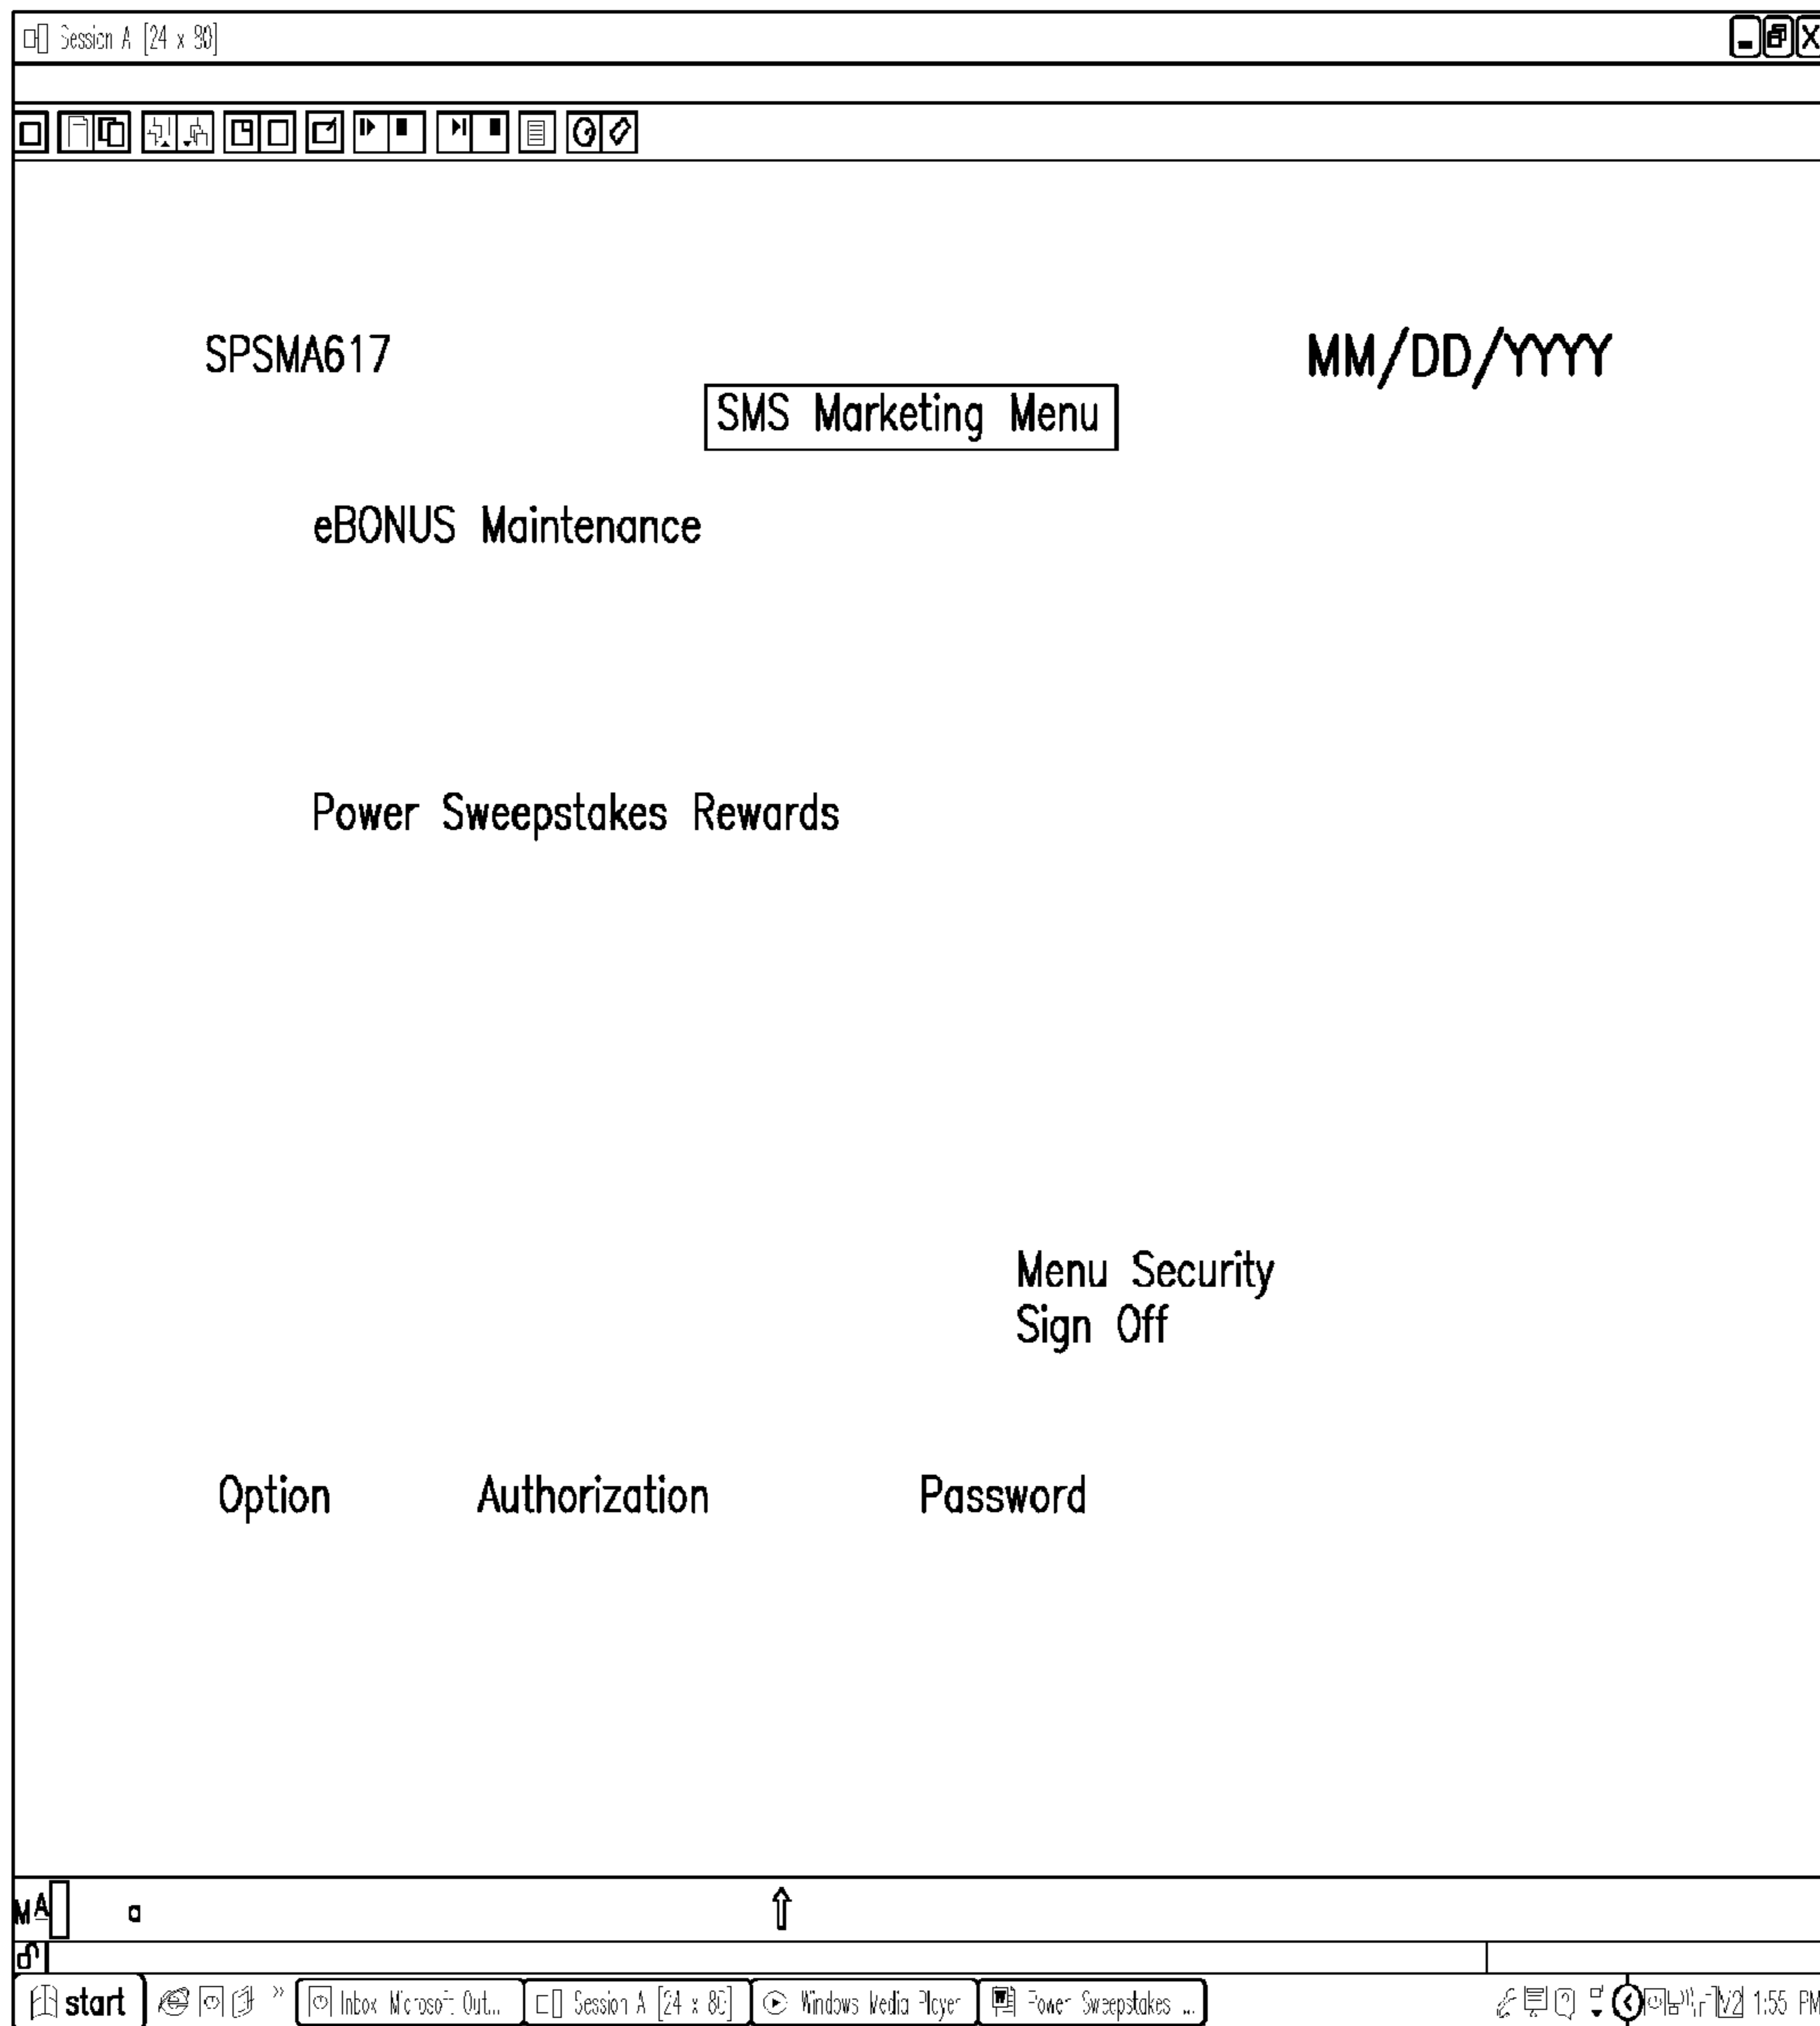 Session A [24 x 80]
SPSMA617 MM/DD/YYYY
SMS Marketing Menu
eBONUS Maintenance
Power Sweepstakes Rewards
Menu Security
Sign Off
Option Authorization Password
MA a
start » Inbox Microsoft Out... Session A [24 x 80] Windows Media Player Power Sweepstakes ... V2 1:55 PM